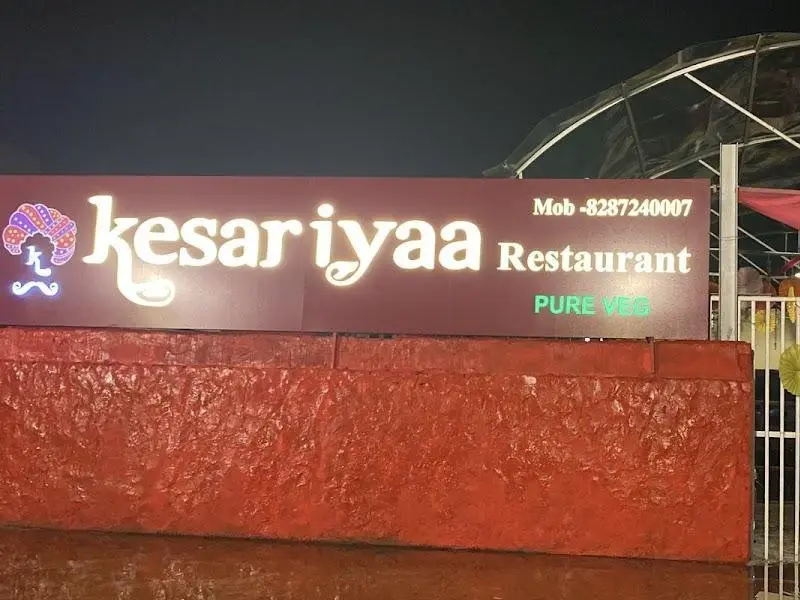 kesariyaa
Mob -8287240007
Restaurant
PURE VEG